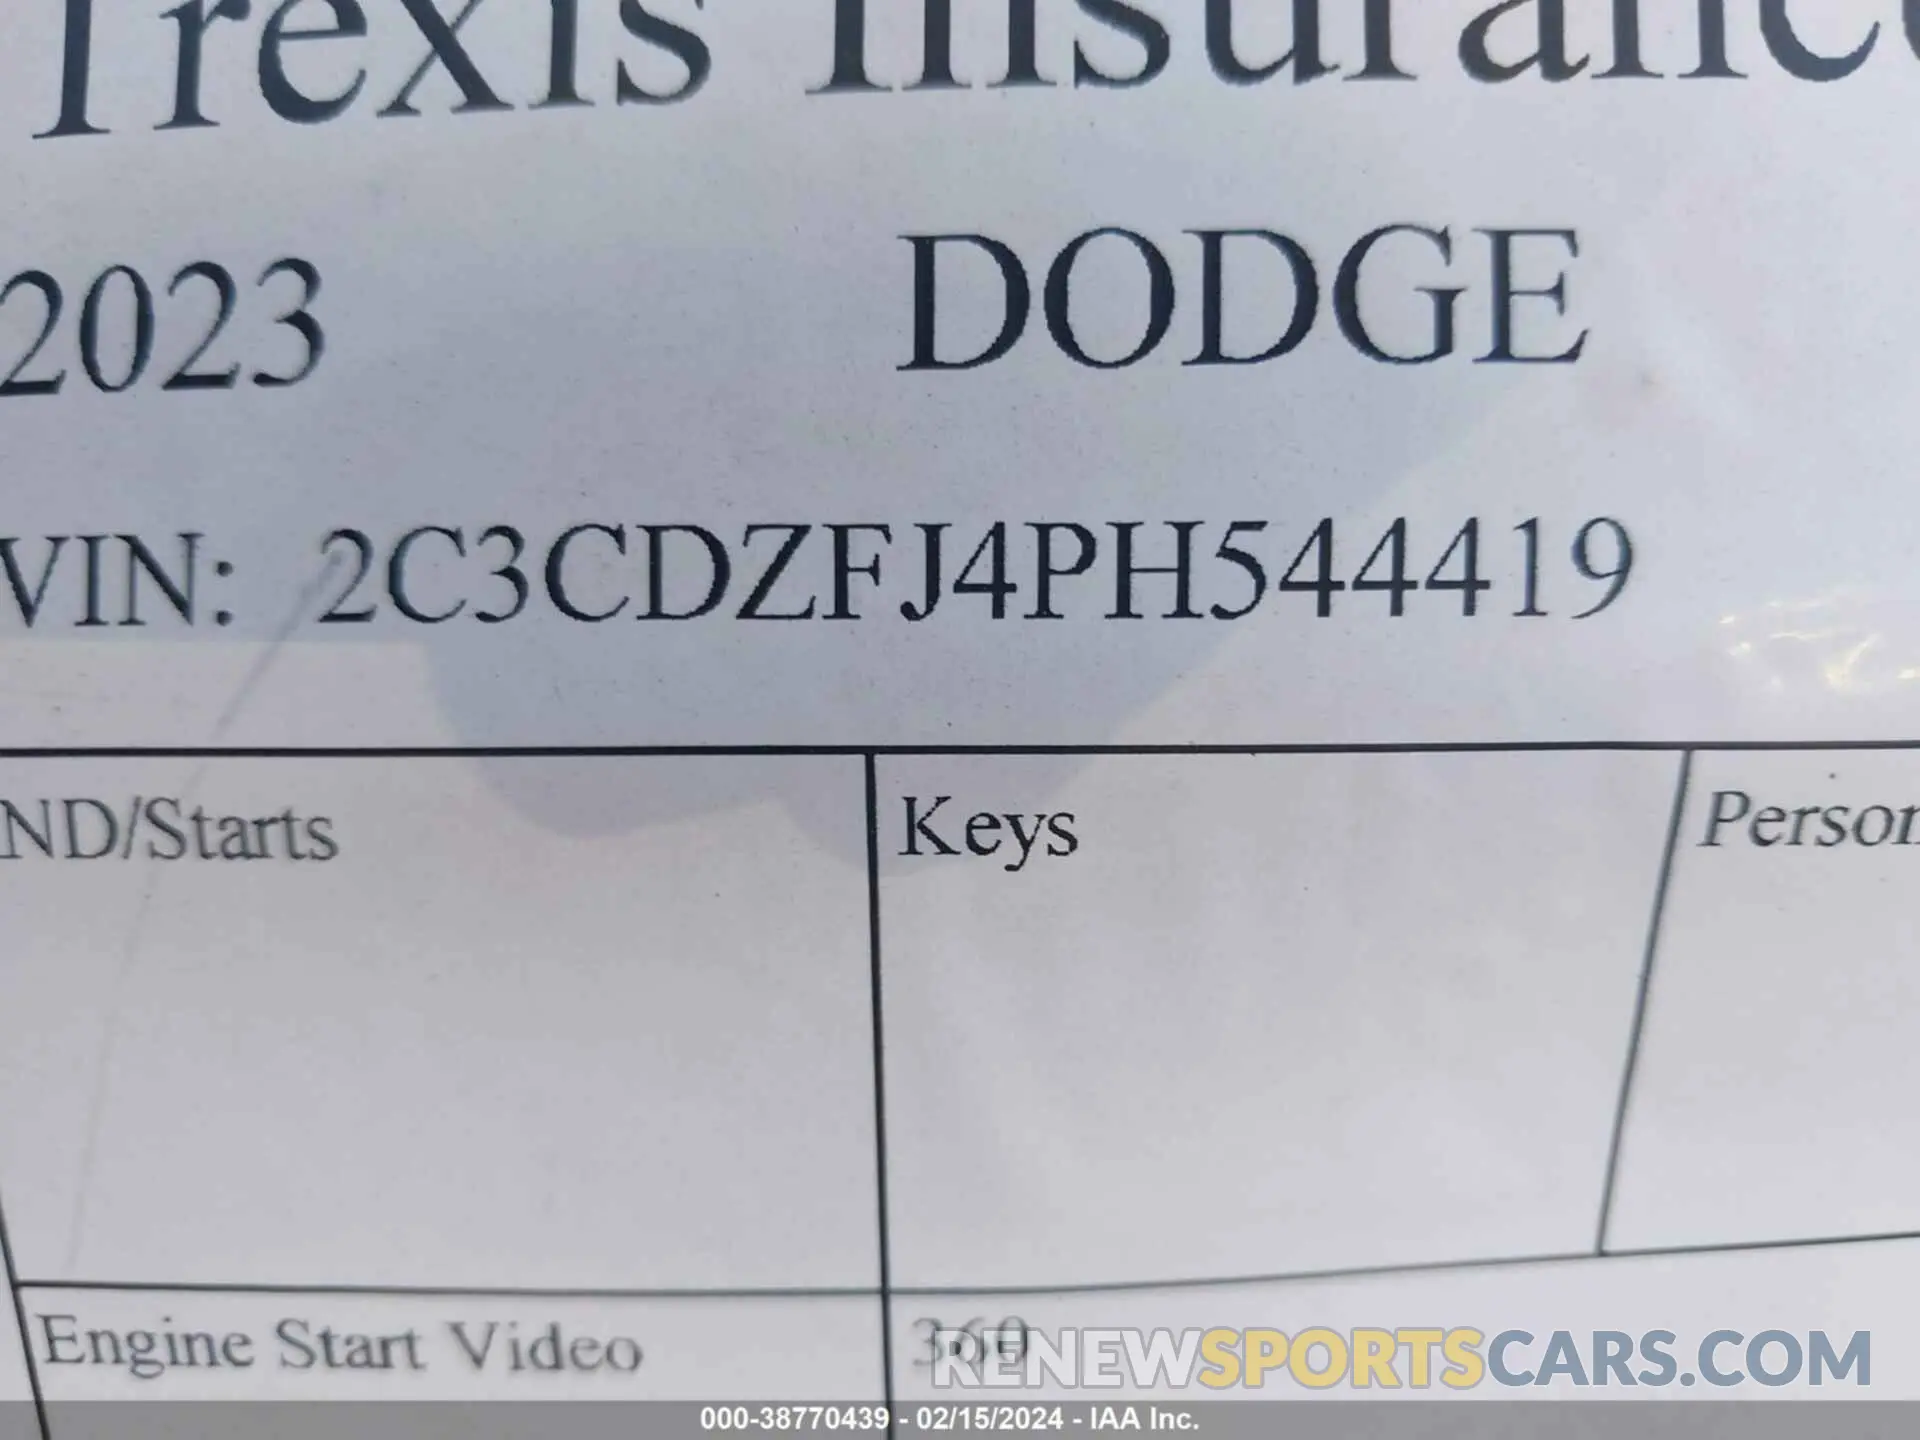 Trexis Insurance
2023 DODGE
VIN: 2C3CDZFJ4PH544419
ND/Starts Keys Person
Engine Start Video 360
RENEWSPORTSCARS.COM
000-38770439 - 02/15/2024 - IAA Inc.